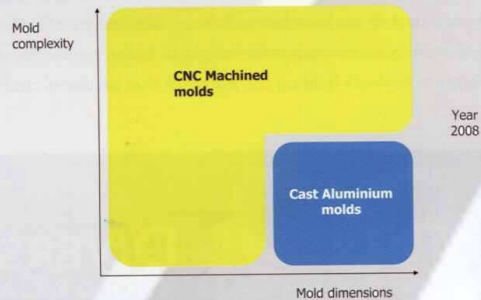 Mold
complexity
CNC Machined
molds
Year
2008
Cast Aluminium
molds
Mold dimensions